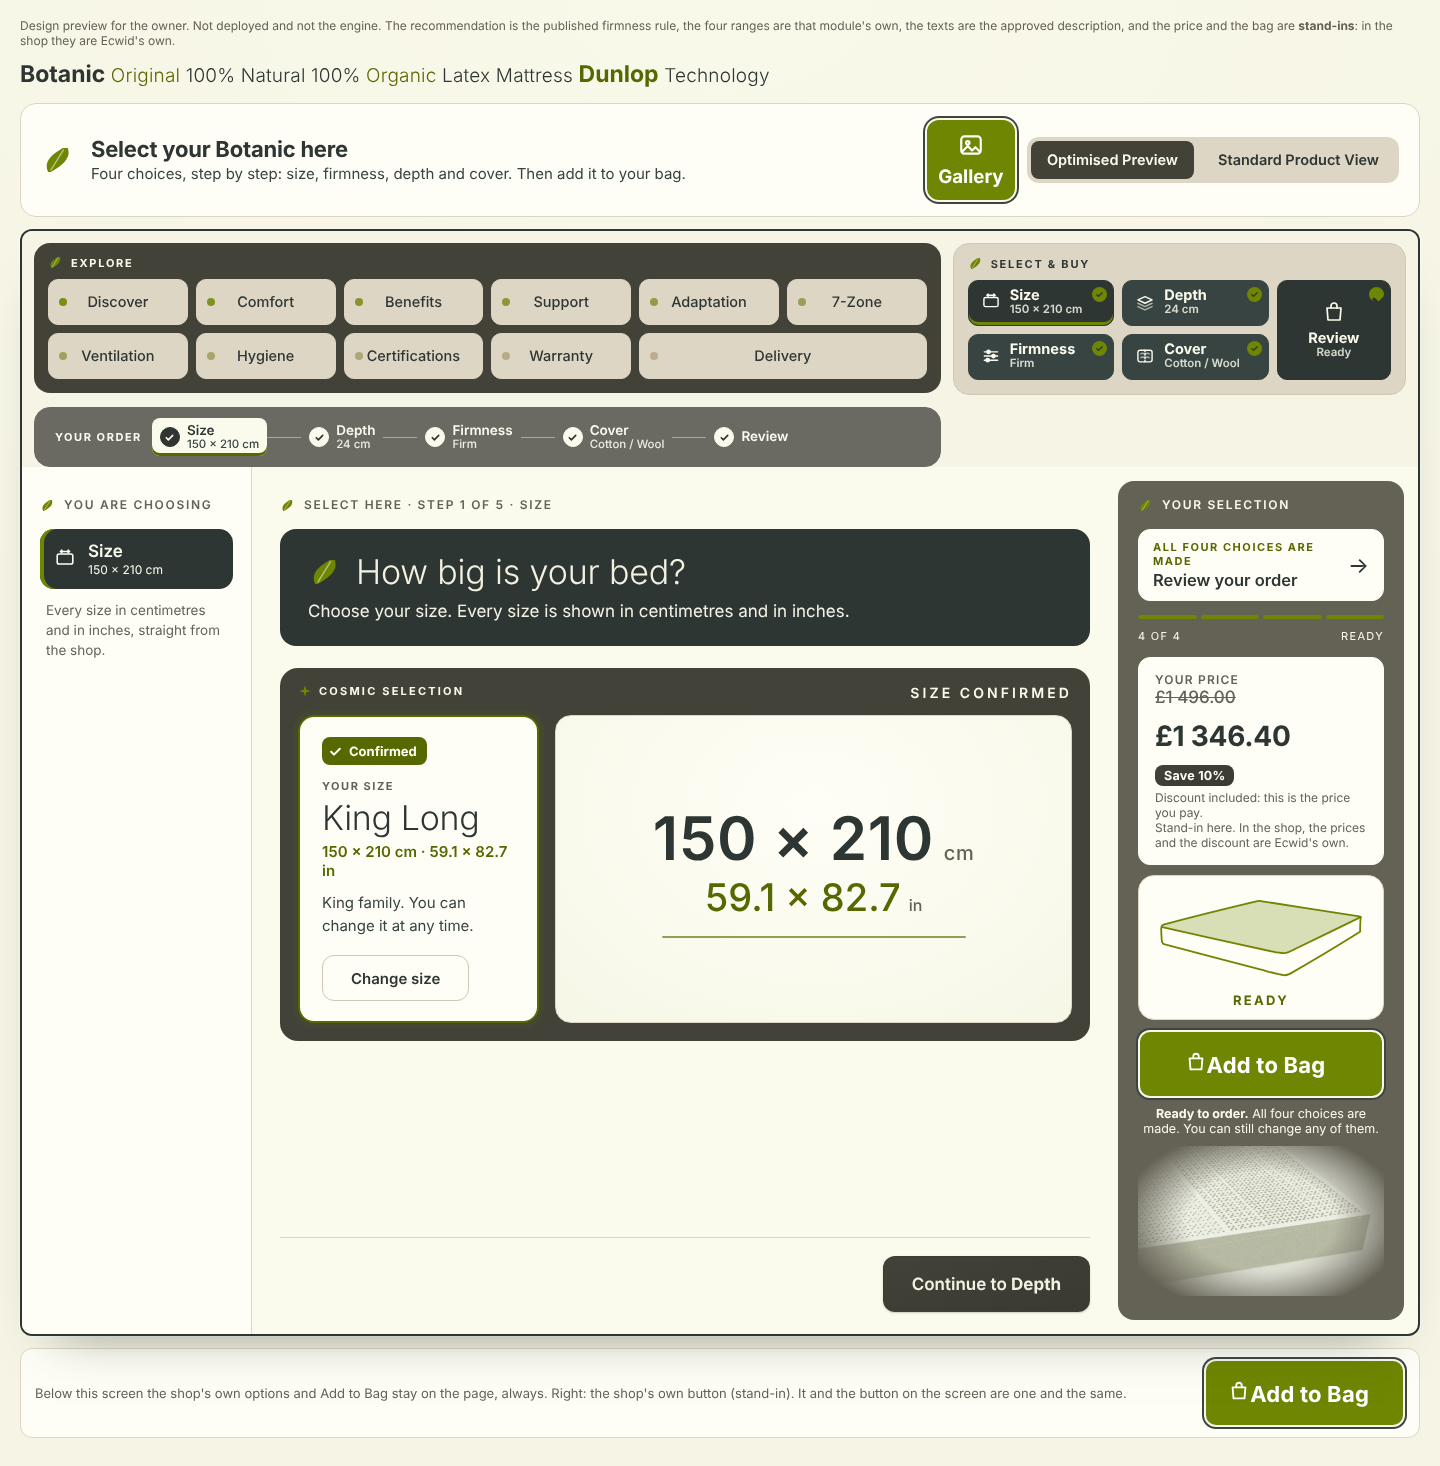 Design preview for the owner. Not deployed and not the engine. The recommendation is the published firmness rule, the four ranges are that module's own, the texts are the approved description, and the price and the bag are stand-ins: in the
shop they are Ecwid's own.
Botanic Original 100% Natural 100% Organic Latex Mattress Dunlop Technology
Select your Botanic here
Four choices, step by step: size, firmness, depth and cover. Then add it to your bag.
Gallery
Optimised Preview
Standard Product View
EXPLORE
Discover
Comfort
Benefits
Support
Adaptation
7-Zone
Ventilation
Hygiene
Certifications
Warranty
Delivery
SELECT & BUY
Size
150 × 210 cm
Depth
24 cm
Firmness
Firm
Cover
Cotton / Wool
Review
Ready
YOUR ORDER
Size
150 × 210 cm
Depth
24 cm
Firmness
Firm
Cover
Cotton / Wool
Review
YOU ARE CHOOSING
Size
150 × 210 cm
Every size in centimetres
and in inches, straight from
the shop.
SELECT HERE · STEP 1 OF 5 · SIZE
How big is your bed?
Choose your size. Every size is shown in centimetres and in inches.
COSMIC SELECTION
SIZE CONFIRMED
Confirmed
YOUR SIZE
King Long
150 × 210 cm · 59.1 × 82.7
in
King family. You can
change it at any time.
Change size
150 × 210 cm
59.1 × 82.7 in
Continue to Depth
YOUR SELECTION
ALL FOUR CHOICES ARE
MADE
Review your order
4 OF 4
READY
YOUR PRICE
£1 496.00
£1 346.40
Save 10%
Discount included: this is the price
you pay.
Stand-in here. In the shop, the prices
and the discount are Ecwid's own.
READY
Add to Bag
Ready to order. All four choices are
made. You can still change any of them.
Below this screen the shop's own options and Add to Bag stay on the page, always. Right: the shop's own button (stand-in). It and the button on the screen are one and the same.
Add to Bag